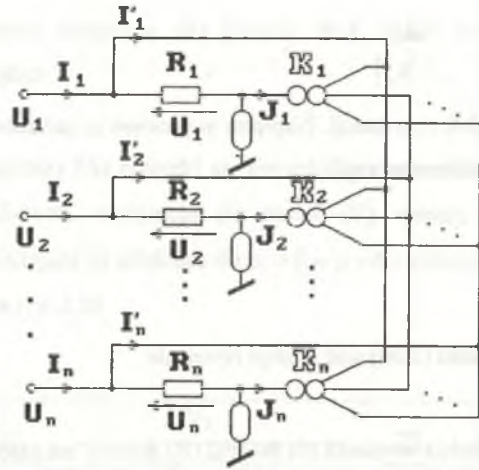 I'₁
I₁ R₁ K₁
U₁ U₁ J₁
I'₂
I₂ R₂ K₂
U₂ U₂ J₂
I'ₙ
Iₙ Rₙ Kₙ
Uₙ Uₙ Jₙ